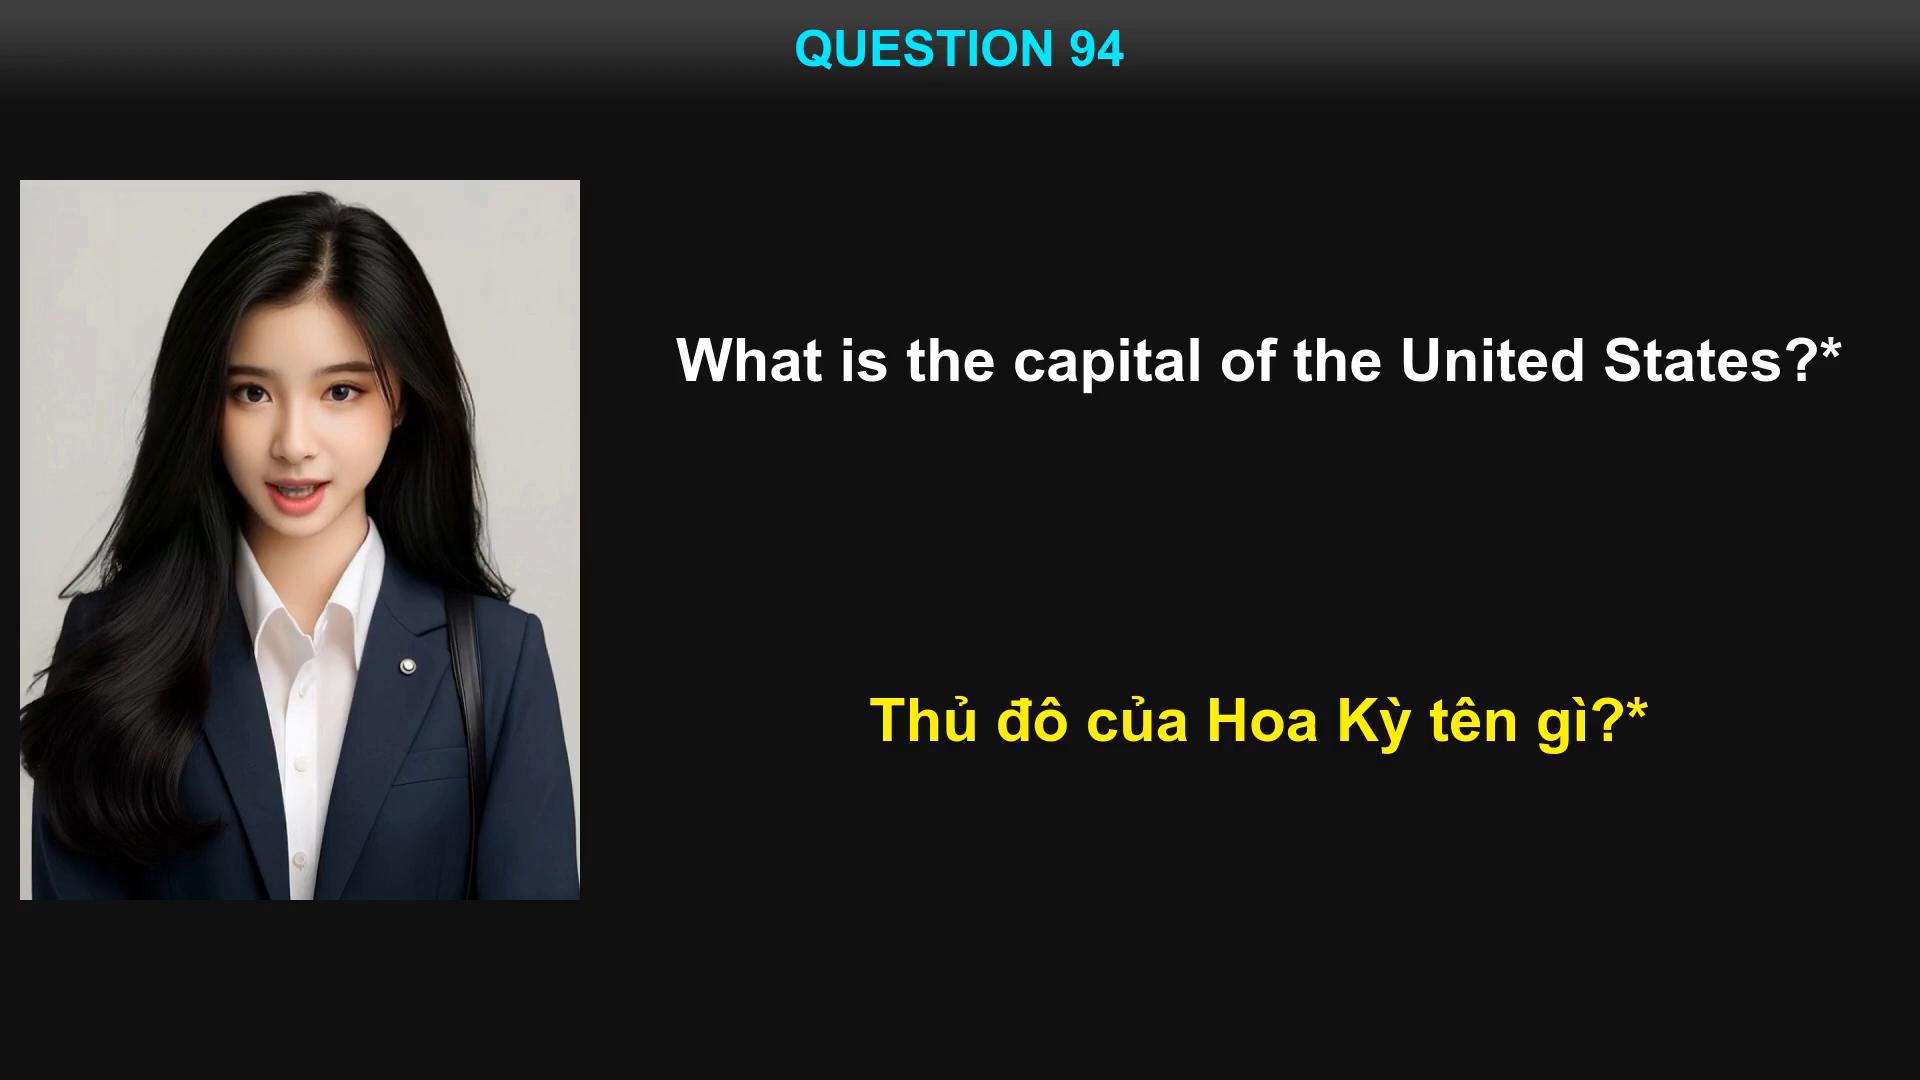 QUESTION 94
What is the capital of the United States?*
Thủ đô của Hoa Kỳ tên gì?*